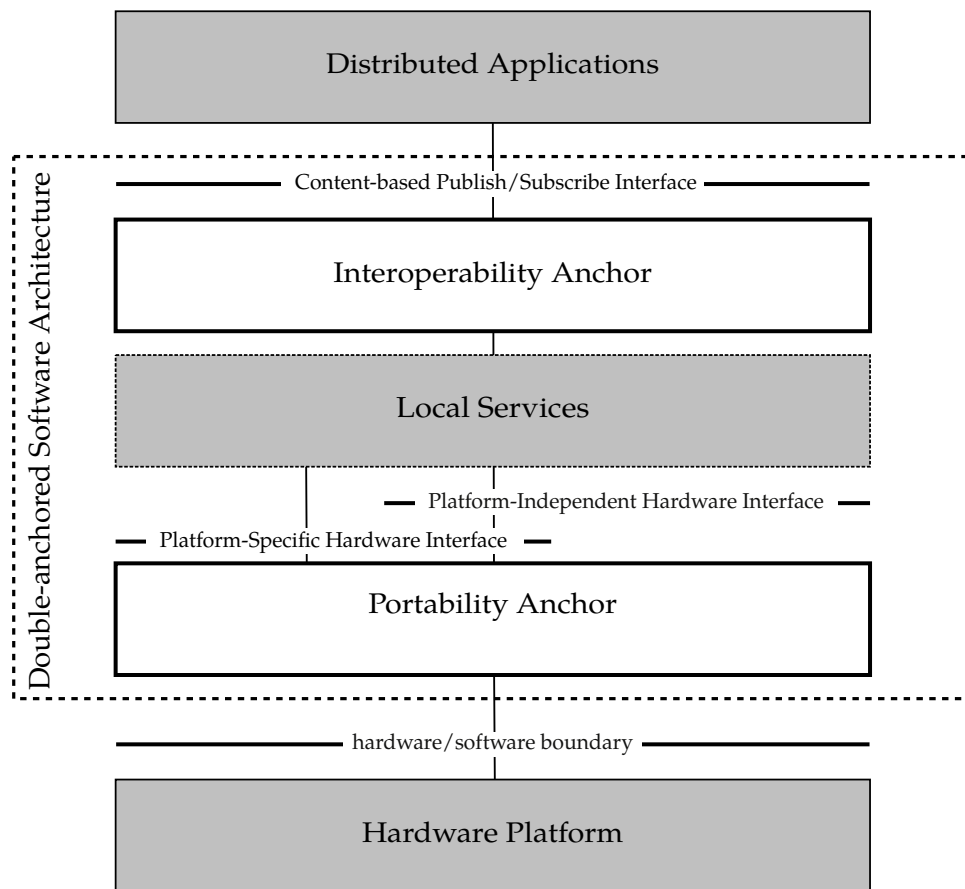 Distributed Applications
Content-based Publish/Subscribe Interface
Interoperability Anchor
Double-anchored Software Architecture
Local Services
Platform-Independent Hardware Interface
Platform-Specific Hardware Interface
Portability Anchor
hardware/software boundary
Hardware Platform